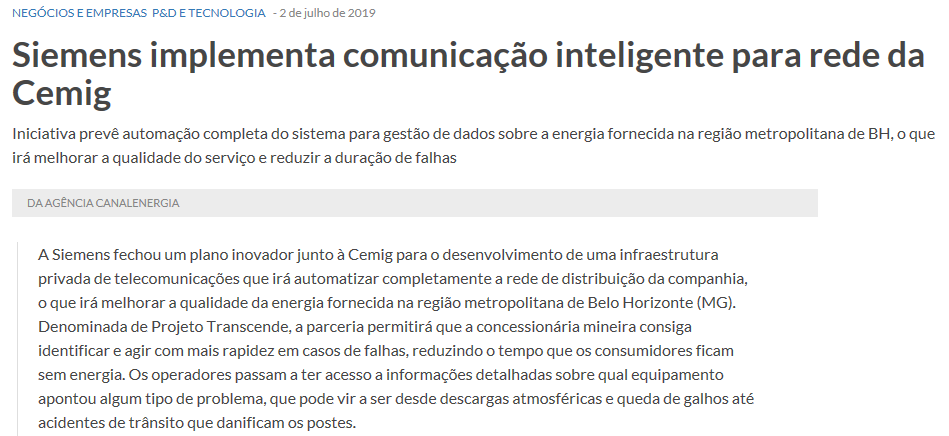 NEGÓCIOS E EMPRESAS P&D E TECNOLOGIA - 2 de julho de 2019
Siemens implementa comunicação inteligente para rede da
Cemig
Iniciativa prevê automação completa do sistema para gestão de dados sobre a energia fornecida na região metropolitana de BH, o que
irá melhorar a qualidade do serviço e reduzir a duração de falhas
DA AGÊNCIA CANALENERGIA
A Siemens fechou um plano inovador junto à Cemig para o desenvolvimento de uma infraestrutura
privada de telecomunicações que irá automatizar completamente a rede de distribuição da companhia,
o que irá melhorar a qualidade da energia fornecida na região metropolitana de Belo Horizonte (MG).
Denominada de Projeto Transcende, a parceria permitirá que a concessionária mineira consiga
identificar e agir com mais rapidez em casos de falhas, reduzindo o tempo que os consumidores ficam
sem energia. Os operadores passam a ter acesso a informações detalhadas sobre qual equipamento
apontou algum tipo de problema, que pode vir a ser desde descargas atmosféricas e queda de galhos até
acidentes de trânsito que danificam os postes.